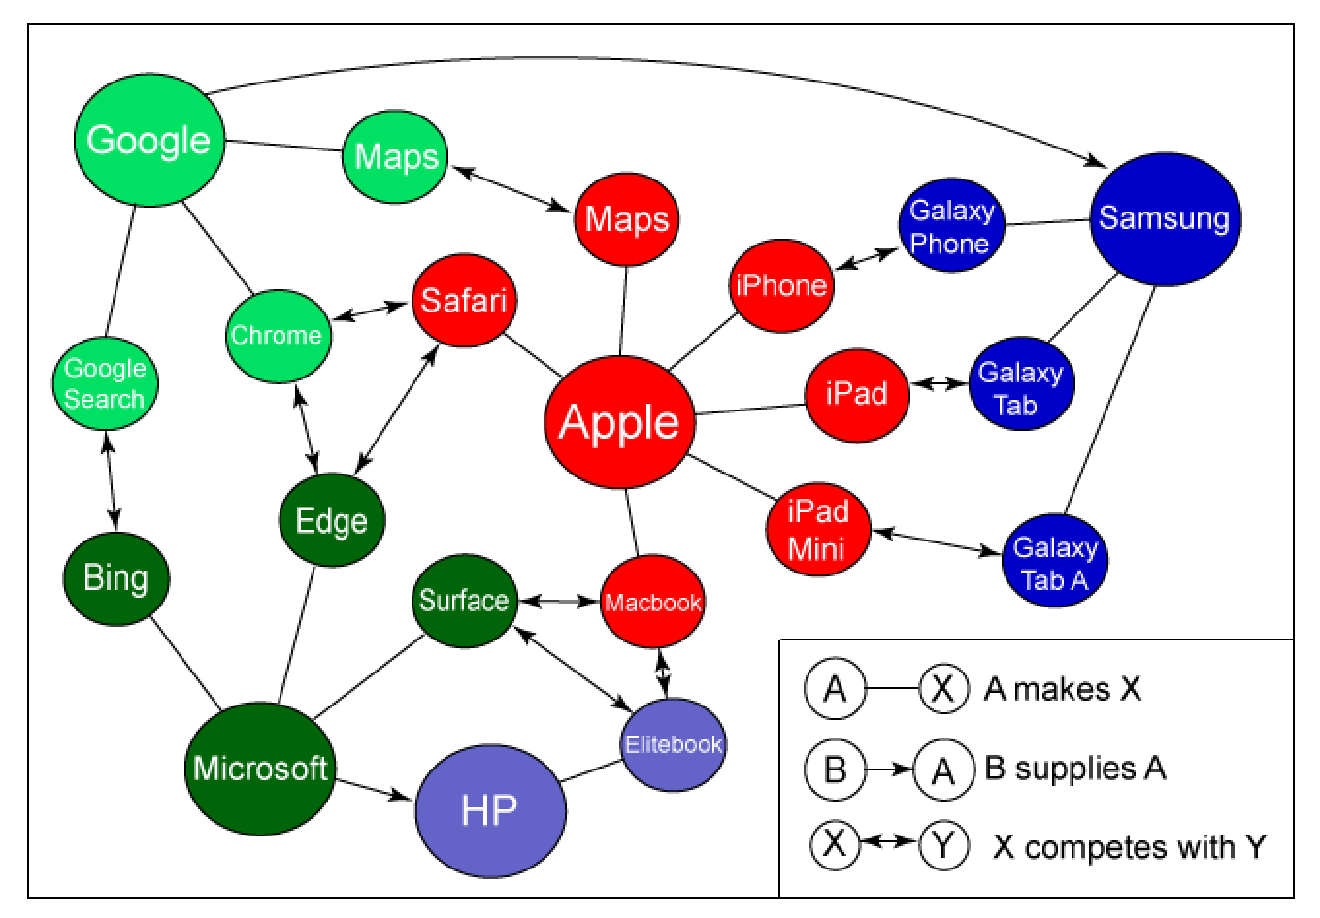 Google
Maps
Maps
Galaxy
Phone
Samsung
Safari
iPhone
Chrome
Google
Search
Apple
iPad
Galaxy
Tab
Edge
iPad
Mini
Galaxy
Tab A
Bing
Surface
Macbook
Elitebook
Microsoft
HP
A X A makes X
B A B supplies A
X Y X competes with Y